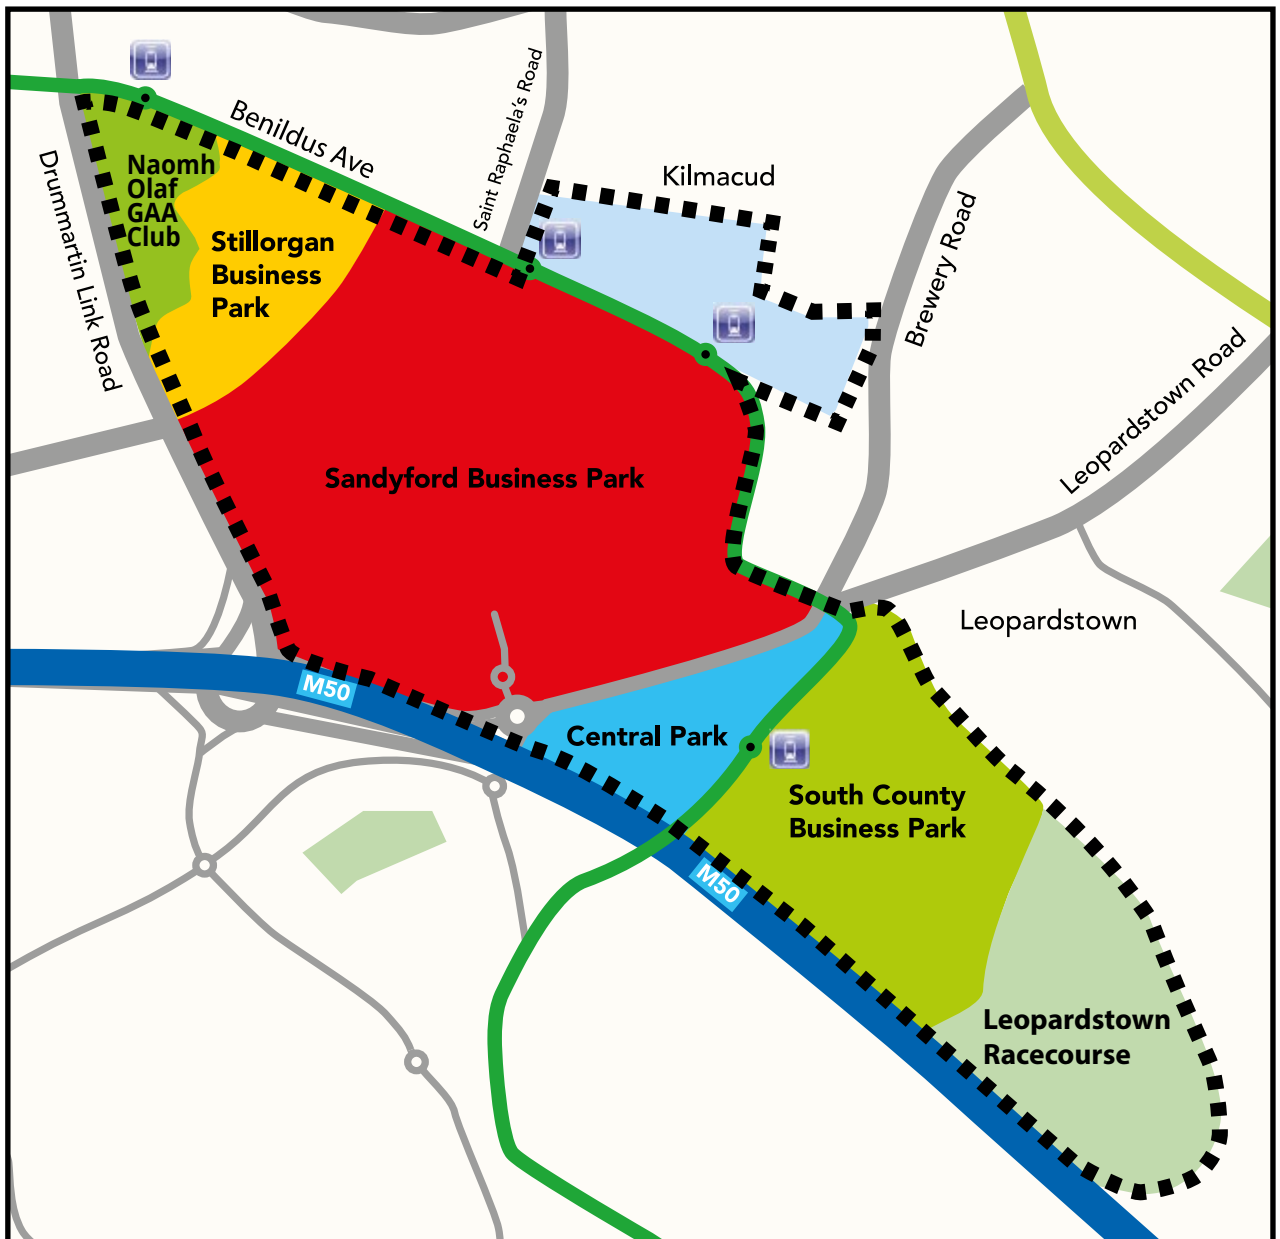 Benildus Ave
Saint Raphaela's Road
Kilmacud
Naomh
Olaf
GAA
Club
Drummartin Link Road
Stillorgan
Business
Park
Brewery Road
Leopardstown Road
Sandyford Business Park
Leopardstown
M50
Central Park
South County
Business Park
M50
Leopardstown
Racecourse